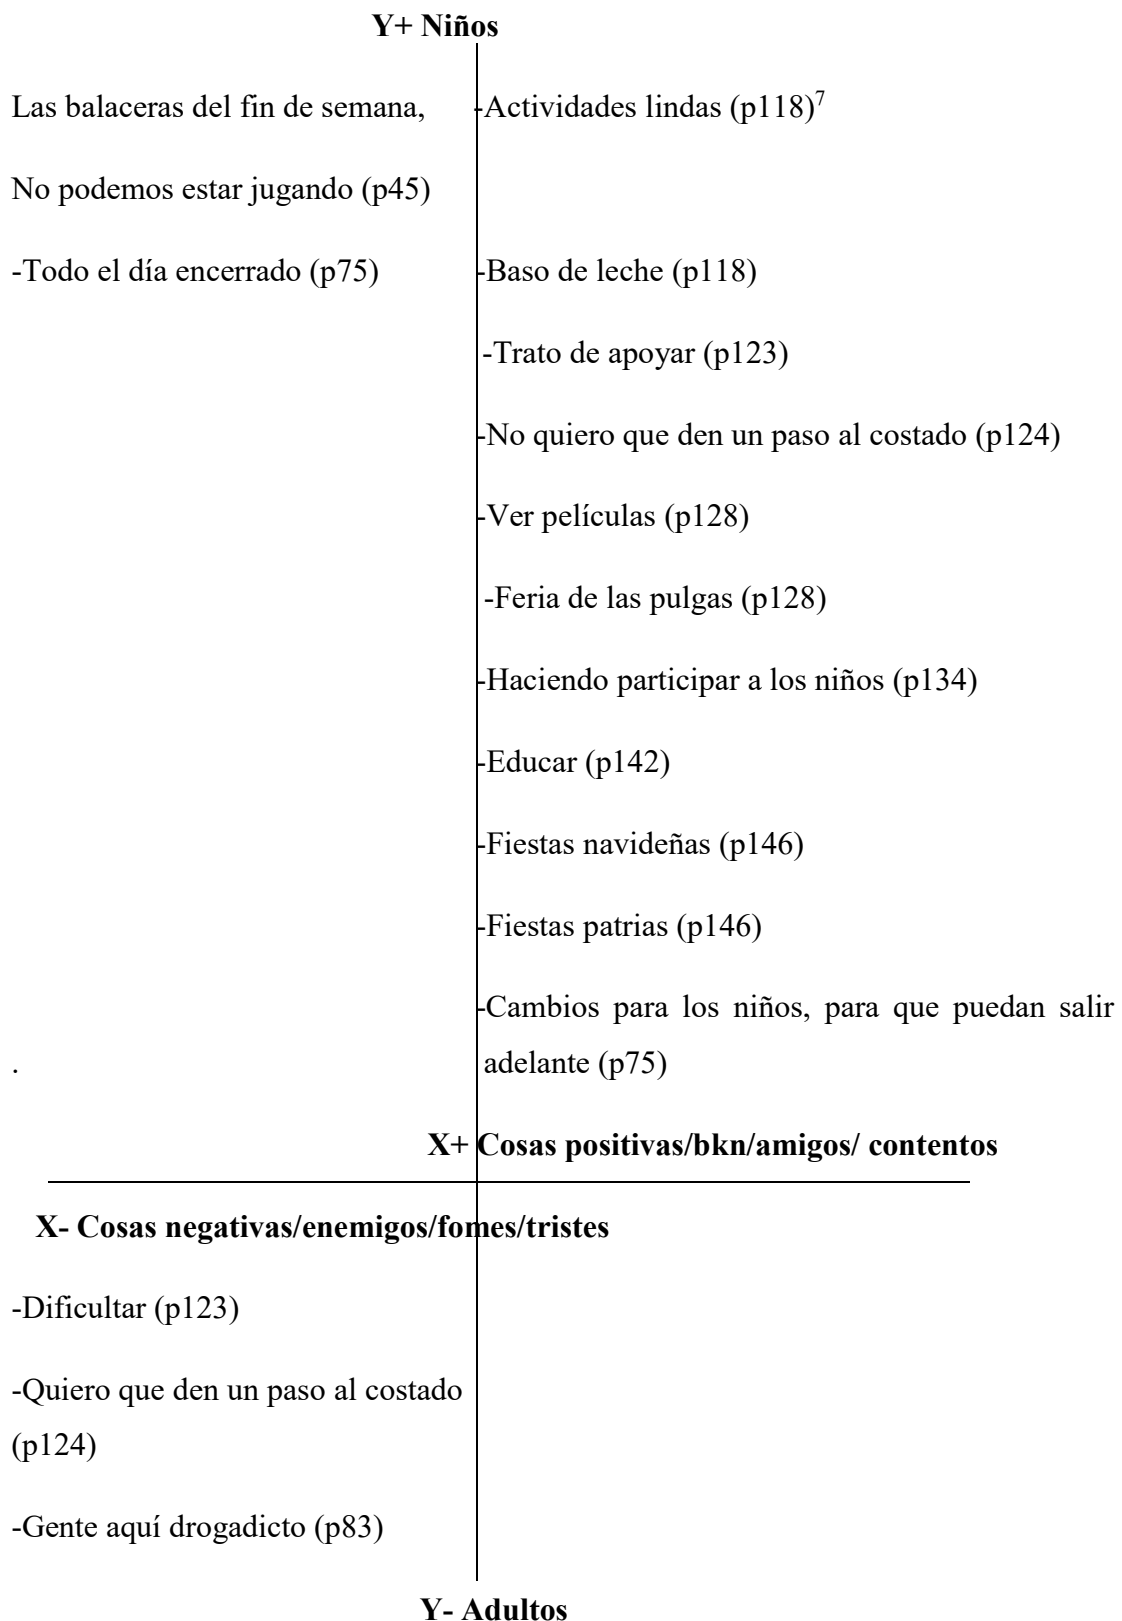 Y+ Niños
Las balaceras del fin de semana,
-Actividades lindas (p118)7
No podemos estar jugando (p45)
-Todo el día encerrado (p75)
-Baso de leche (p118)
-Trato de apoyar (p123)
-No quiero que den un paso al costado (p124)
-Ver películas (p128)
-Feria de las pulgas (p128)
-Haciendo participar a los niños (p134)
-Educar (p142)
-Fiestas navideñas (p146)
-Fiestas patrias (p146)
-Cambios para los niños, para que puedan salir
.
adelante (p75)
X+ Cosas positivas/bkn/amigos/ contentos
X- Cosas negativas/enemigos/fomes/tristes
-Dificultar (p123)
-Quiero que den un paso al costado
(p124)
-Gente aquí drogadicto (p83)
Y- Adultos